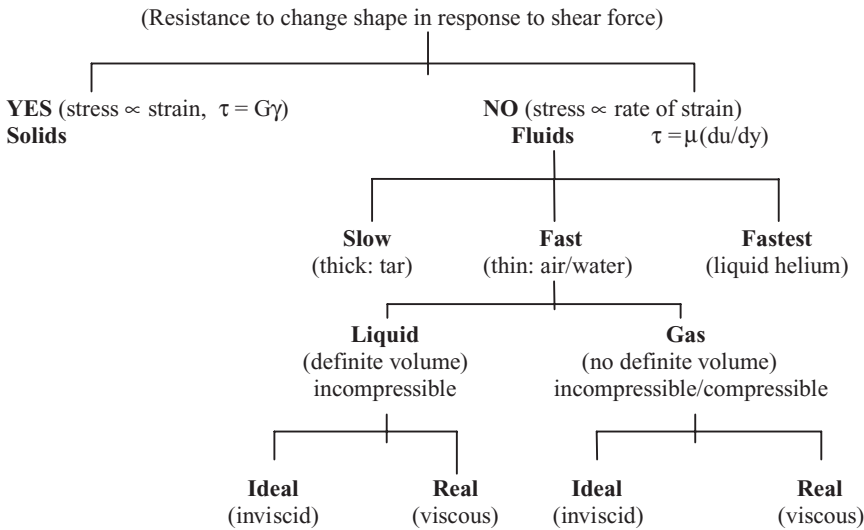 (Resistance to change shape in response to shear force)
YES (stress ∝ strain, τ = Gγ) NO (stress ∝ rate of strain)
Solids Fluids τ = μ(du/dy)
Slow Fast Fastest
(thick: tar) (thin: air/water) (liquid helium)
Liquid Gas
(definite volume) (no definite volume)
incompressible incompressible/compressible
Ideal Real Ideal Real
(inviscid) (viscous) (inviscid) (viscous)